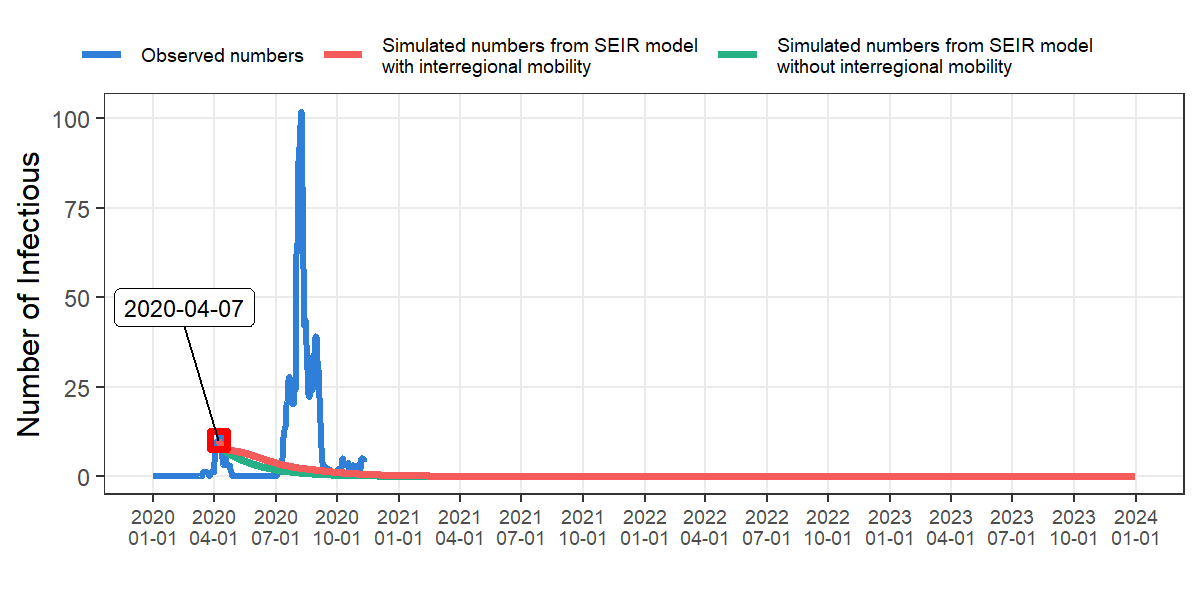 Observed numbers
Simulated numbers from SEIR model
with interregional mobility
Simulated numbers from SEIR model
without interregional mobility
Number of Infectious
100
75
50
25
0
2020-04-07
2020 2020 2020 2020 2021 2021 2021 2021 2022 2022 2022 2022 2023 2023 2023 2023 2024
01-01 04-01 07-01 10-01 01-01 04-01 07-01 10-01 01-01 04-01 07-01 10-01 01-01 04-01 07-01 10-01 01-01